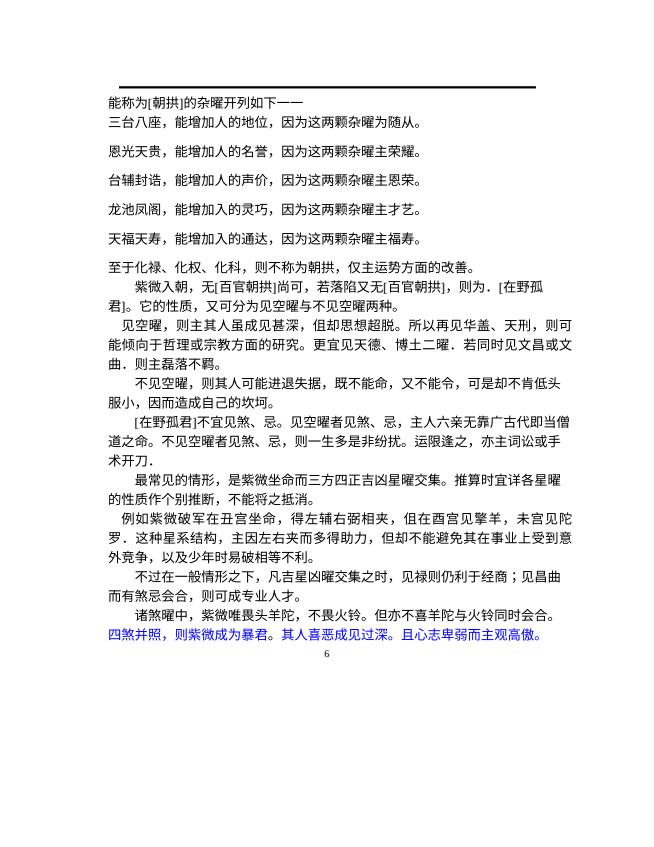 能称为[朝拱]的杂曜开列如下一一
三台八座，能增加人的地位，因为这两颗杂曜为随从。
恩光天贵，能增加人的名誉，因为这两颗杂曜主荣耀。
台辅封诰，能增加人的声价，因为这两颗杂曜主恩荣。
龙池凤阁，能增加入的灵巧，因为这两颗杂曜主才艺。
天福天寿，能增加入的通达，因为这两颗杂曜主福寿。
至于化禄、化权、化科，则不称为朝拱，仅主运势方面的改善。
紫微入朝，无[百官朝拱]尚可，若落陷又无[百官朝拱]，则为．[在野孤
君]。它的性质，又可分为见空曜与不见空曜两种。
见空曜，则主其人虽成见甚深，但却思想超脱。所以再见华盖、天刑，则可
能倾向于哲理或宗教方面的研究。更宜见天德、博土二曜．若同时见文昌或文
曲．则主磊落不羁。
不见空曜，则其人可能进退失据，既不能命，又不能令，可是却不肯低头
服小，因而造成自己的坎坷。
[在野孤君]不宜见煞、忌。见空曜者见煞、忌，主人六亲无靠广古代即当僧
道之命。不见空曜者见煞、忌，则一生多是非纷扰。运限逢之，亦主词讼或手
术开刀．
最常见的情形，是紫微坐命而三方四正吉凶星曜交集。推算时宜详各星曜
的性质作个别推断，不能将之抵消。
例如紫微破军在丑宫坐命，得左辅右弼相夹，伹在酉宫见擎羊，未宫见陀
罗．这种星系结构，主因左右夹而多得助力，但却不能避免其在事业上受到意
外竞争，以及少年时易破相等不利。
不过在一般情形之下，凡吉星凶曜交集之时，见禄则仍利于经商；见昌曲
而有煞忌会合，则可成专业人才。
诸煞曜中，紫微唯畏头羊陀，不畏火铃。但亦不喜羊陀与火铃同时会合。
四煞并照，则紫微成为暴君。其人喜恶成见过深。且心志卑弱而主观高傲。
6